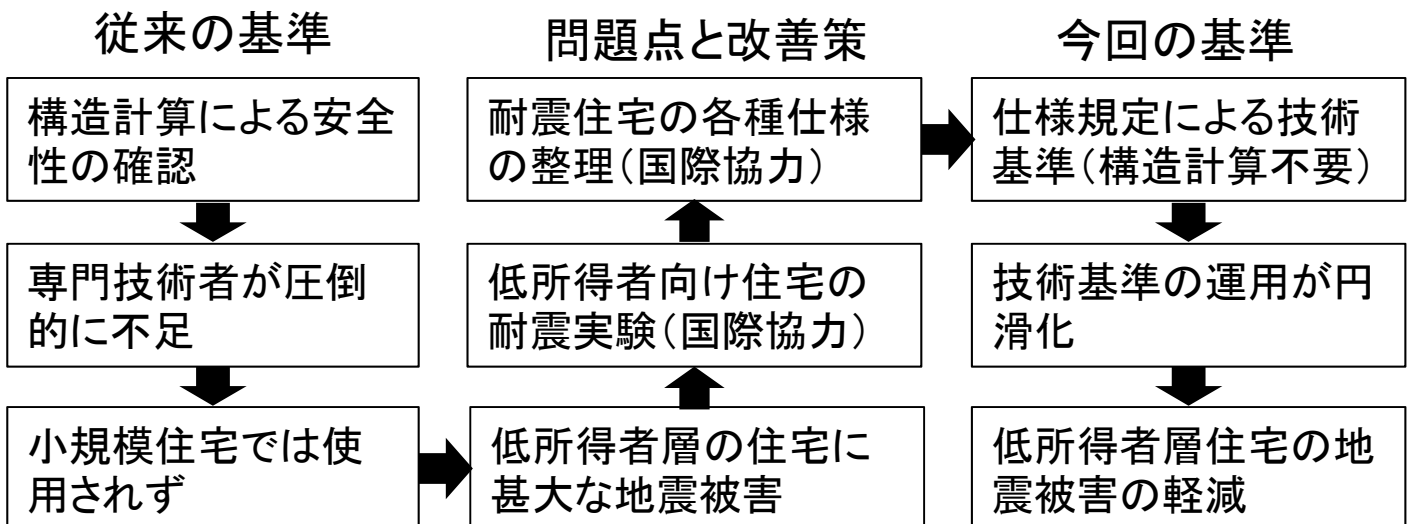 従来の基準
構造計算による安全
性の確認
専門技術者が圧倒
的に不足
小規模住宅では使
用されず
問題点と改善策
耐震住宅の各種仕様
の整理(国際協力)
低所得者向け住宅の
耐震実験(国際協力)
低所得者層の住宅に
甚大な地震被害
今回の基準
仕様規定による技術
基準(構造計算不要)
技術基準の運用が円
滑化
低所得者層住宅の地
震被害の軽減